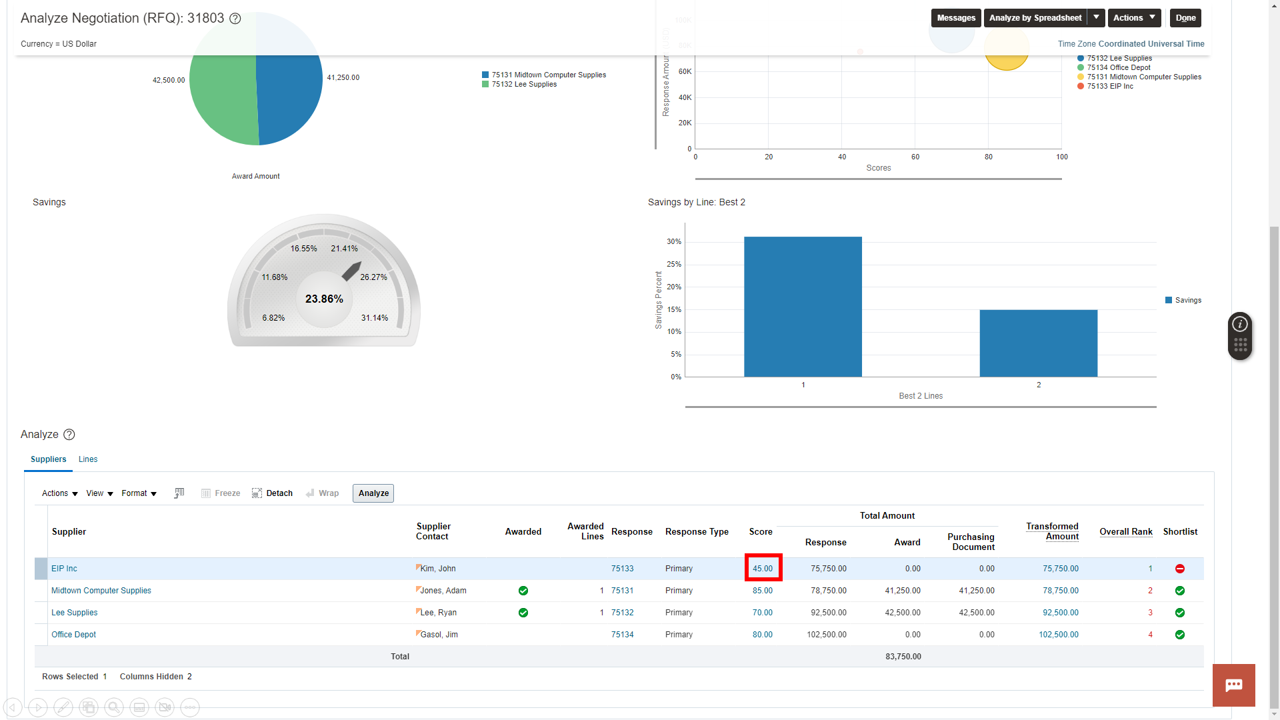 Analyze Negotiation (RFQ): 31803
Messages
Analyze by Spreadsheet
Actions
Done
Currency = US Dollar
Time Zone Coordinated Universal Time
42,500.00
41,250.00
75131 Midtown Computer Supplies
75132 Lee Supplies
Award Amount
Response Amount
60K
40K
20K
0
0 20 40 60 80 100
Scores
75132 Lee Supplies
75134 Office Depot
75131 Midtown Computer Supplies
75133 EIP Inc
Savings
6.82%
11.68%
16.55%
21.41%
26.27%
31.14%
23.86%
Savings by Line: Best 2
Savings Percent
30%
25%
20%
15%
10%
5%
0%
1 2
Best 2 Lines
Savings
Analyze
Suppliers Lines
Actions View Format Freeze Detach Wrap Analyze
Supplier
Supplier Contact
Awarded
Awarded Lines
Response
Response Type
Score
Total Amount
Response
Award
Purchasing Document
Transformed Amount
Overall Rank
Shortlist
EIP Inc Kim, John 75133 Primary 45.00 75,750.00 0.00 0.00 75,750.00 1
Midtown Computer Supplies Jones, Adam 1 75131 Primary 85.00 78,750.00 41,250.00 41,250.00 78,750.00 2
Lee Supplies Lee, Ryan 1 75132 Primary 70.00 92,500.00 42,500.00 42,500.00 92,500.00 3
Office Depot Gasol, Jim 75134 Primary 80.00 102,500.00 0.00 0.00 102,500.00 4
Total 83,750.00
Rows Selected 1 Columns Hidden 2